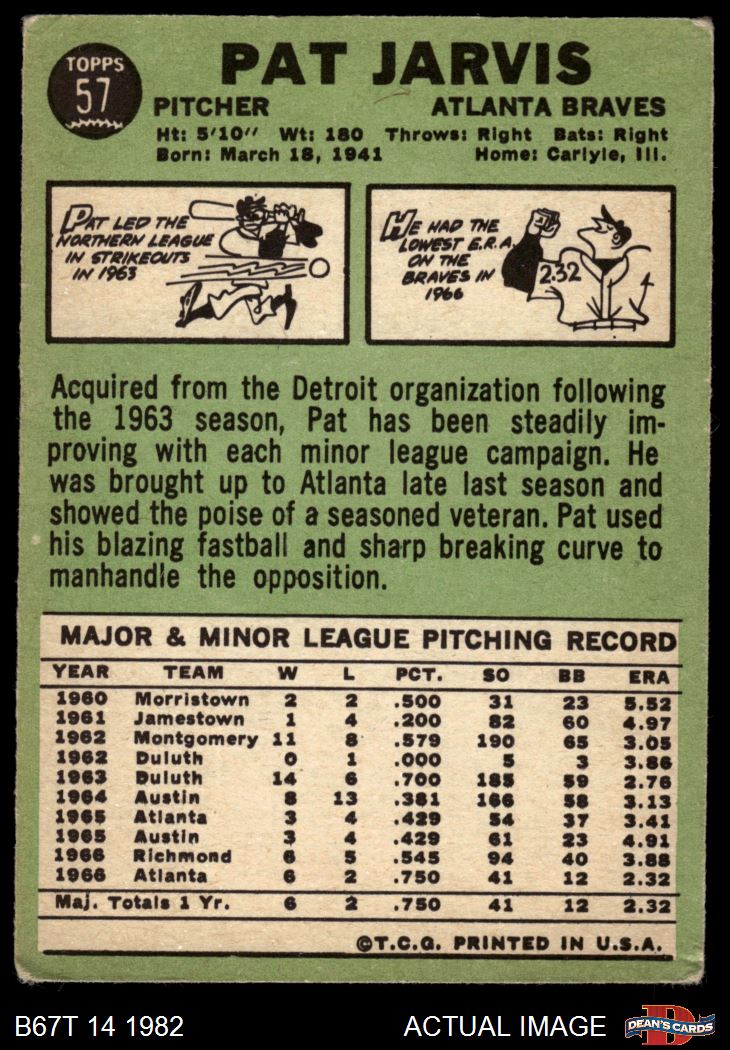 TOPPS
57
PAT JARVIS
PITCHER ATLANTA BRAVES
Ht: 5'10" Wt: 180 Throws: Right Bats: Right
Born: March 18, 1941 Home: Carlyle, Ill.
PAT LED THE
NORTHERN LEAGUE
IN STRIKEOUTS
IN 1963
HE HAD THE
LOWEST E.R.A.
ON THE
BRAVES IN
1966
2.32
Acquired from the Detroit organization following
the 1963 season, Pat has been steadily im-
proving with each minor league campaign. He
was brought up to Atlanta late last season and
showed the poise of a seasoned veteran. Pat used
his blazing fastball and sharp breaking curve to
manhandle the opposition.
MAJOR & MINOR LEAGUE PITCHING RECORD
YEAR TEAM W L PCT. SO BB ERA
1960 Morristown 2 2 .500 31 23 5.52
1961 Jamestown 1 4 .200 82 60 4.97
1962 Montgomery 11 8 .579 190 65 3.05
1962 Duluth 0 1 .000 5 3 3.86
1963 Duluth 14 6 .700 185 59 2.76
1964 Austin 8 13 .381 166 58 3.13
1965 Atlanta 3 4 .429 54 37 3.41
1965 Austin 3 4 .429 61 23 4.91
1966 Richmond 6 5 .545 94 40 3.88
1966 Atlanta 6 2 .750 41 12 2.32
Maj. Totals 1 Yr. 6 2 .750 41 12 2.32
©T.C.G. PRINTED IN U.S.A.
B67T 14 1982 ACTUAL IMAGE
D
DEAN'S CARDS